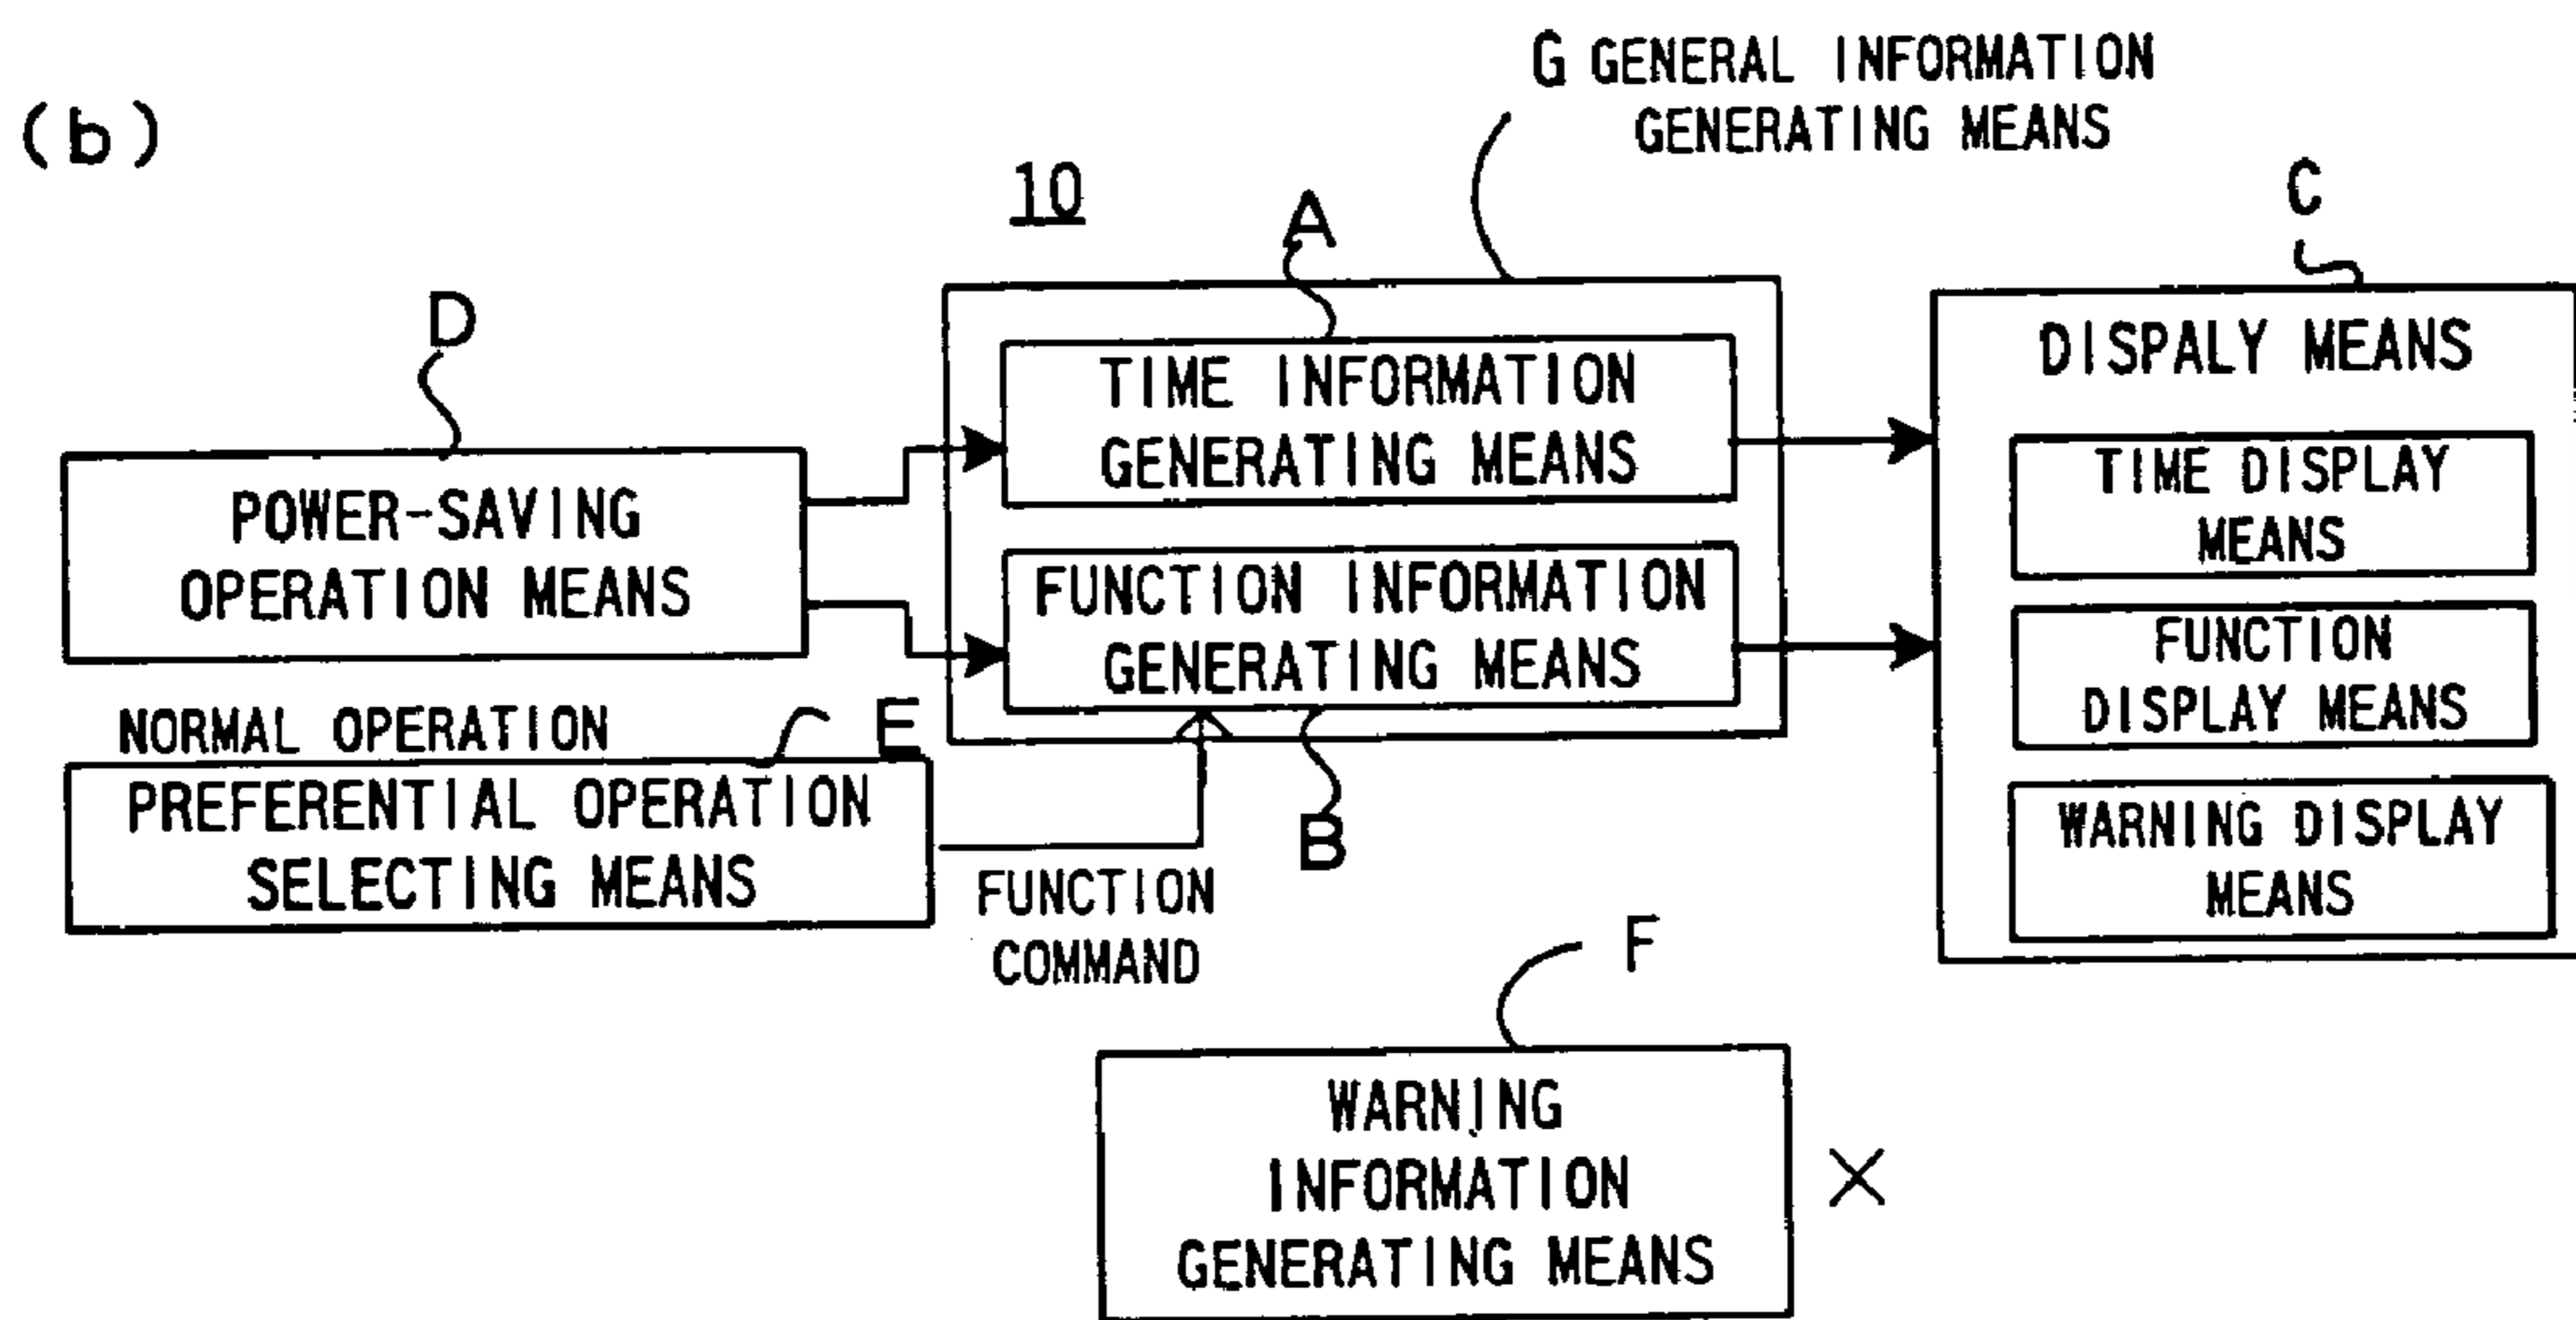 (b)
10
G GENERAL INFORMATION
GENERATING MEANS
A
C
D
POWER-SAVING
OPERATION MEANS
TIME INFORMATION
GENERATING MEANS
FUNCTION INFORMATION
GENERATING MEANS
DISPALY MEANS
TIME DISPLAY
MEANS
FUNCTION
DISPLAY MEANS
WARNING DISPLAY
MEANS
NORMAL OPERATION
E
PREFERENTIAL OPERATION
SELECTING MEANS
FUNCTION
COMMAND
B
F
WARNING
INFORMATION
GENERATING MEANS
X